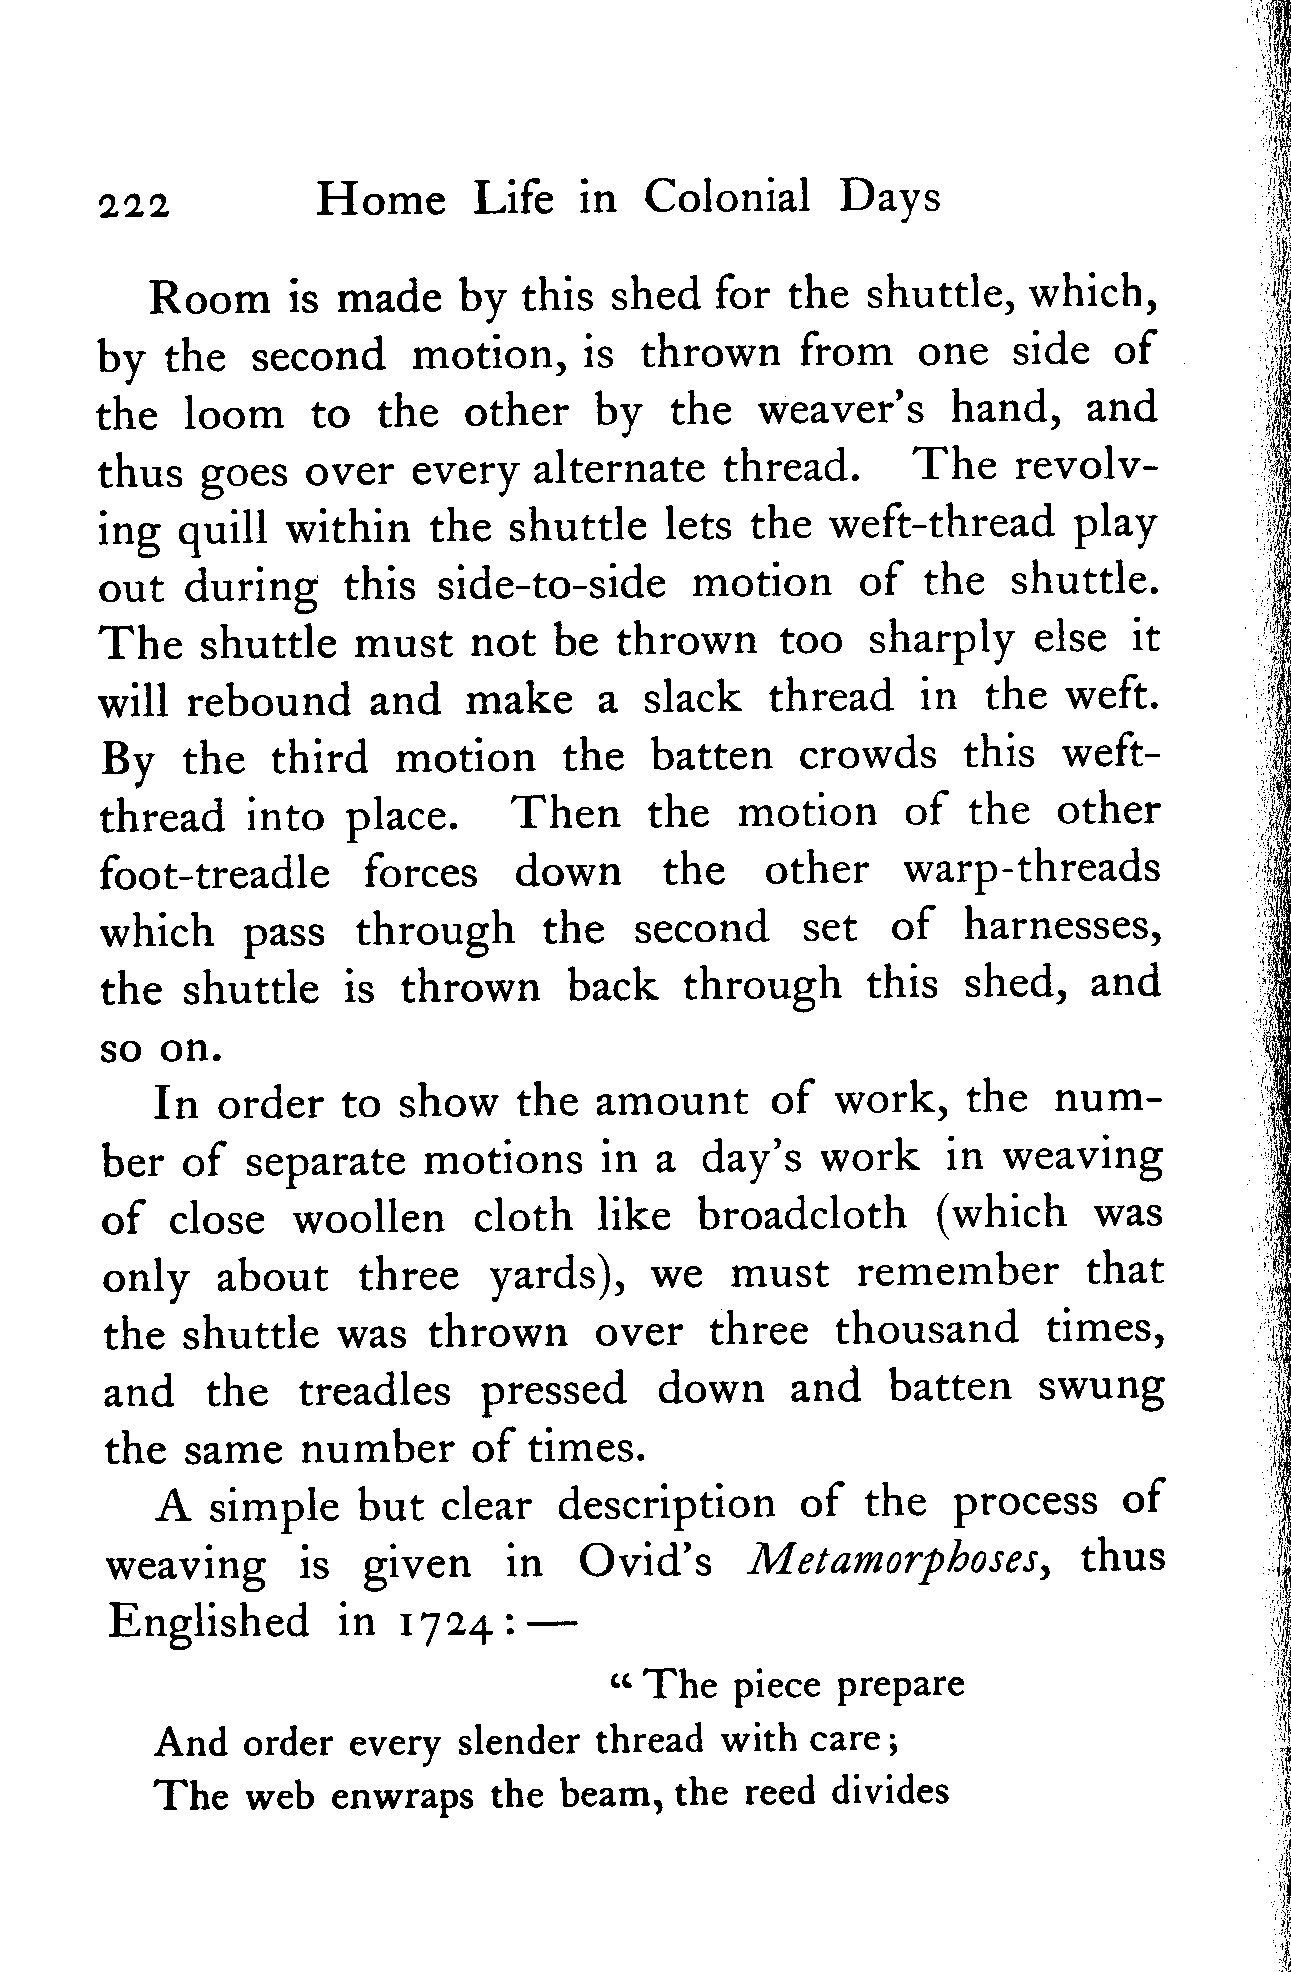 222 Home Life in Colonial Days
Room is made by this shed for the shuttle, which,
by the second motion, is thrown from one side of
the loom to the other by the weaver's hand, and
thus goes over every alternate thread. The revolv-
ing quill within the shuttle lets the weft-thread play
out during this side-to-side motion of the shuttle.
The shuttle must not be thrown too sharply else it
will rebound and make a slack thread in the weft.
By the third motion the batten crowds this weft-
thread into place. Then the motion of the other
foot-treadle forces down the other warp-threads
which pass through the second set of harnesses,
the shuttle is thrown back through this shed, and
so on.
In order to show the amount of work, the num-
ber of separate motions in a day's work in weaving
of close woollen cloth like broadcloth (which was
only about three yards), we must remember that
the shuttle was thrown over three thousand times,
and the treadles pressed down and batten swung
the same number of times.
A simple but clear description of the process of
weaving is given in Ovid's Metamorphoses, thus
Englished in 1724: —
“ The piece prepare
And order every slender thread with care;
The web enwraps the beam, the reed divides